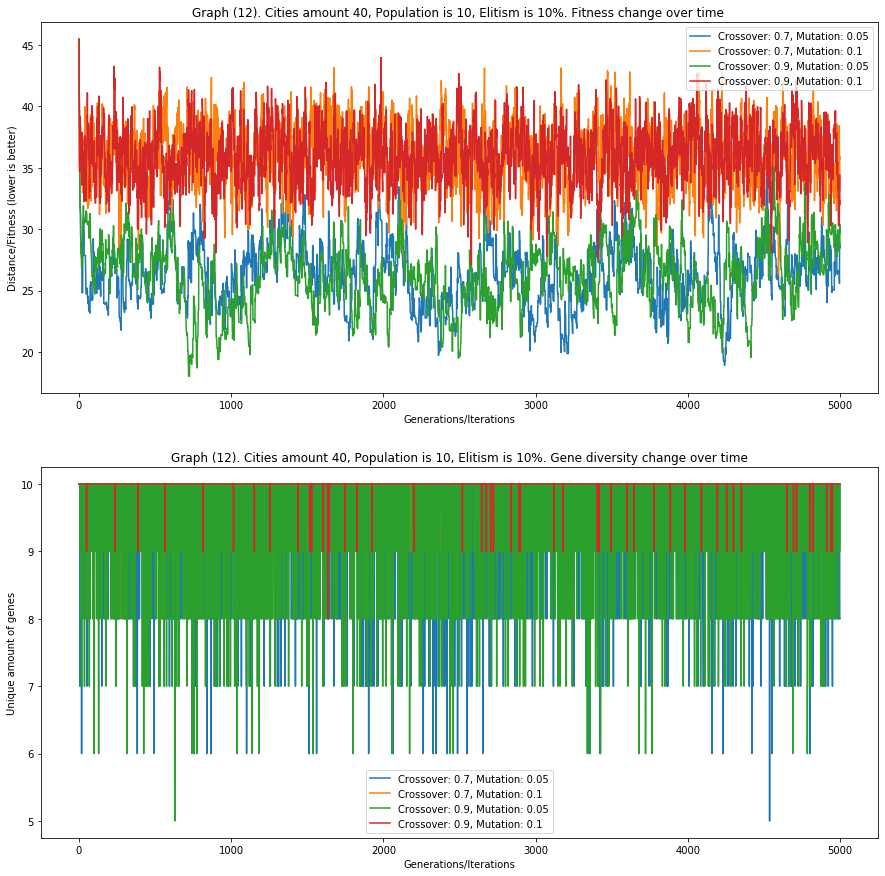 Graph (12). Cities amount 40, Population is 10, Elitism is 10%. Fitness change over time
Crossover: 0.7, Mutation: 0.05
Crossover: 0.7, Mutation: 0.1
Crossover: 0.9, Mutation: 0.05
Crossover: 0.9, Mutation: 0.1
Distance/Fitness (lower is better)
45
40
35
30
25
20
0 1000 2000 3000 4000 5000
Generations/Iterations
Graph (12). Cities amount 40, Population is 10, Elitism is 10%. Gene diversity change over time
Unique amount of genes
10
9
8
7
6
5
Crossover: 0.7, Mutation: 0.05
Crossover: 0.7, Mutation: 0.1
Crossover: 0.9, Mutation: 0.05
Crossover: 0.9, Mutation: 0.1
0 1000 2000 3000 4000 5000
Generations/Iterations